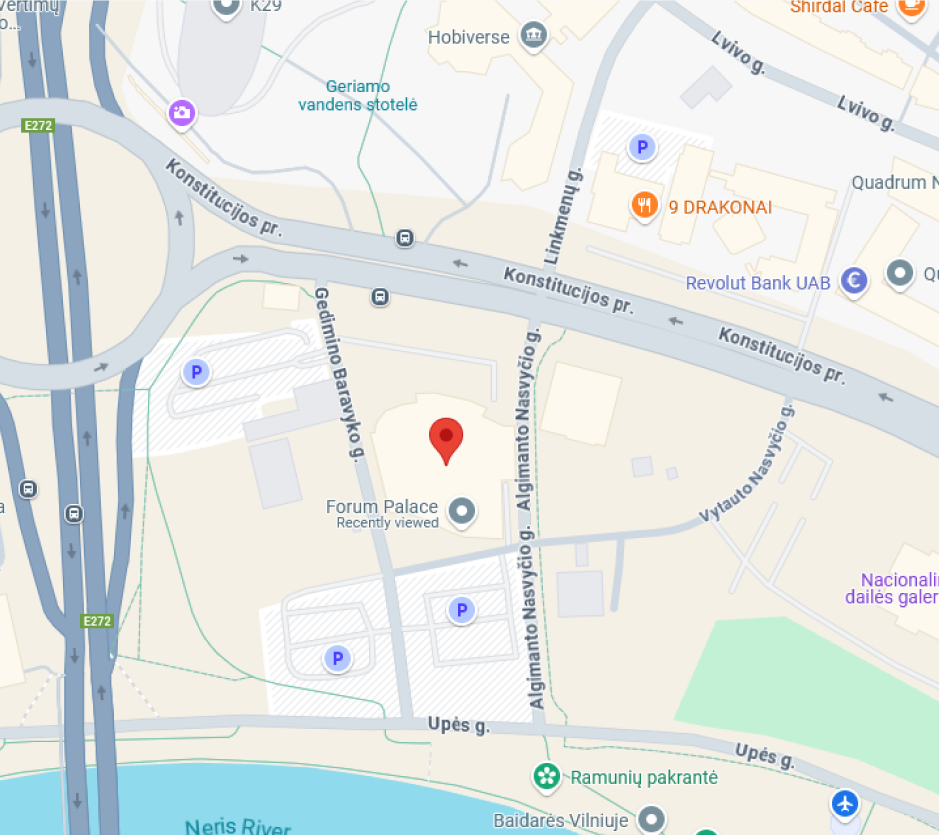 vertimų
K29
Shirdal Cafe
Hobiverse
Lvivo g.
Geriamo
vandens stotelė
Lvivo g.
E272
P
Konstitucijos pr.
Quadrum N
Linkmenų g.
9 DRAKONAI
Revolut Bank UAB
€
Konstitucijos pr.
Gedimino Baravyko g.
Konstitucijos pr.
P
Algimanto Nasvyčio g.
Vytauto Nasvyčio g.
Forum Palace
Recently viewed
Algimanto Nasvyčio g.
Nacionali
dailės galer
P
E272
P
Upės g.
Upės g.
Ramunių pakrantė
Baidarės Vilniuje
Neris River